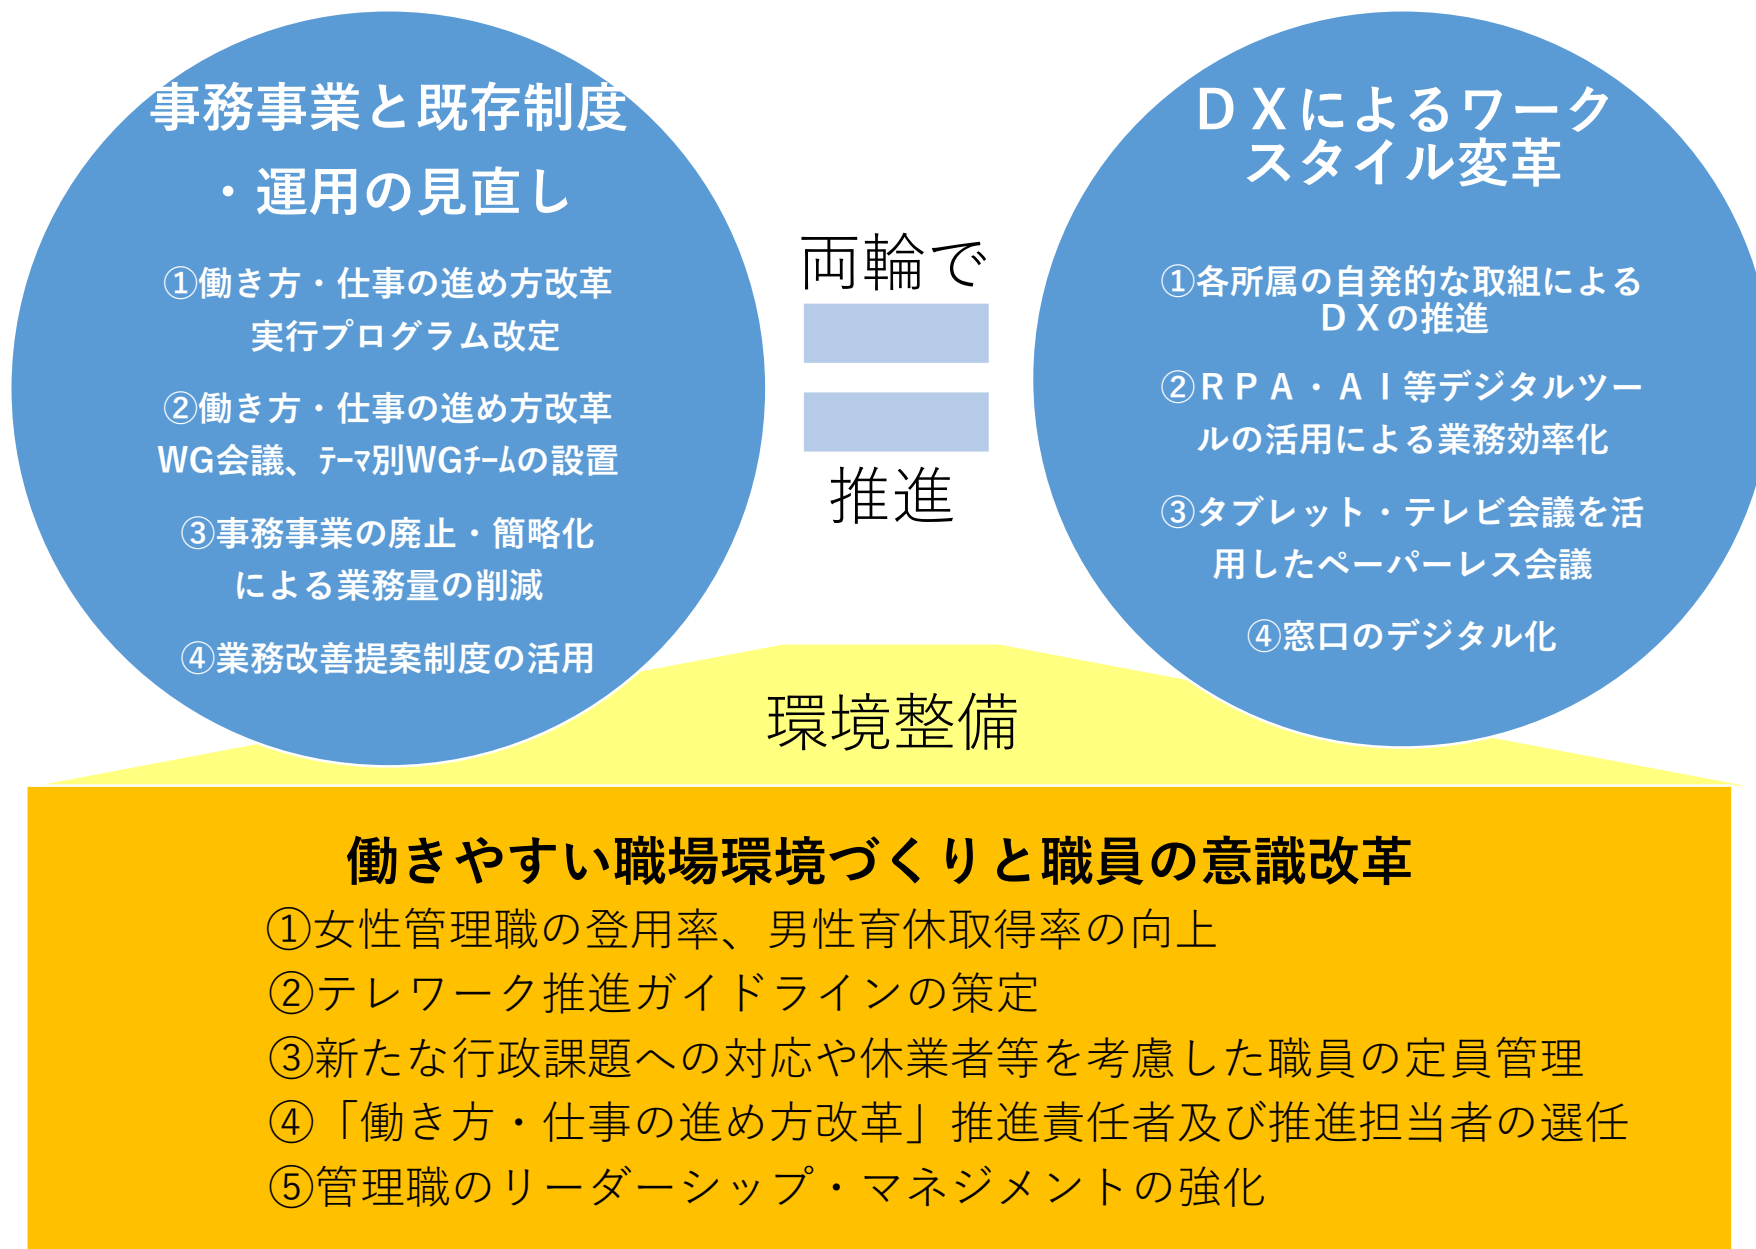 事務事業と既存制度
・運用の見直し
①働き方・仕事の進め方改革
実行プログラム改定
②働き方・仕事の進め方改革
WG会議、ﾃｰﾏ別WGﾁｰﾑの設置
③事務事業の廃止・簡略化
による業務量の削減
④業務改善提案制度の活用
両輪で
推進
ＤＸによるワーク
スタイル変革
①各所属の自発的な取組による
ＤＸの推進
②ＲＰＡ・ＡＩ等デジタルツー
ルの活用による業務効率化
③タブレット・テレビ会議を活
用したペーパーレス会議
④窓口のデジタル化
環境整備
働きやすい職場環境づくりと職員の意識改革
①女性管理職の登用率、男性育休取得率の向上
②テレワーク推進ガイドラインの策定
③新たな行政課題への対応や休業者等を考慮した職員の定員管理
④「働き方・仕事の進め方改革」推進責任者及び推進担当者の選任
⑤管理職のリーダーシップ・マネジメントの強化